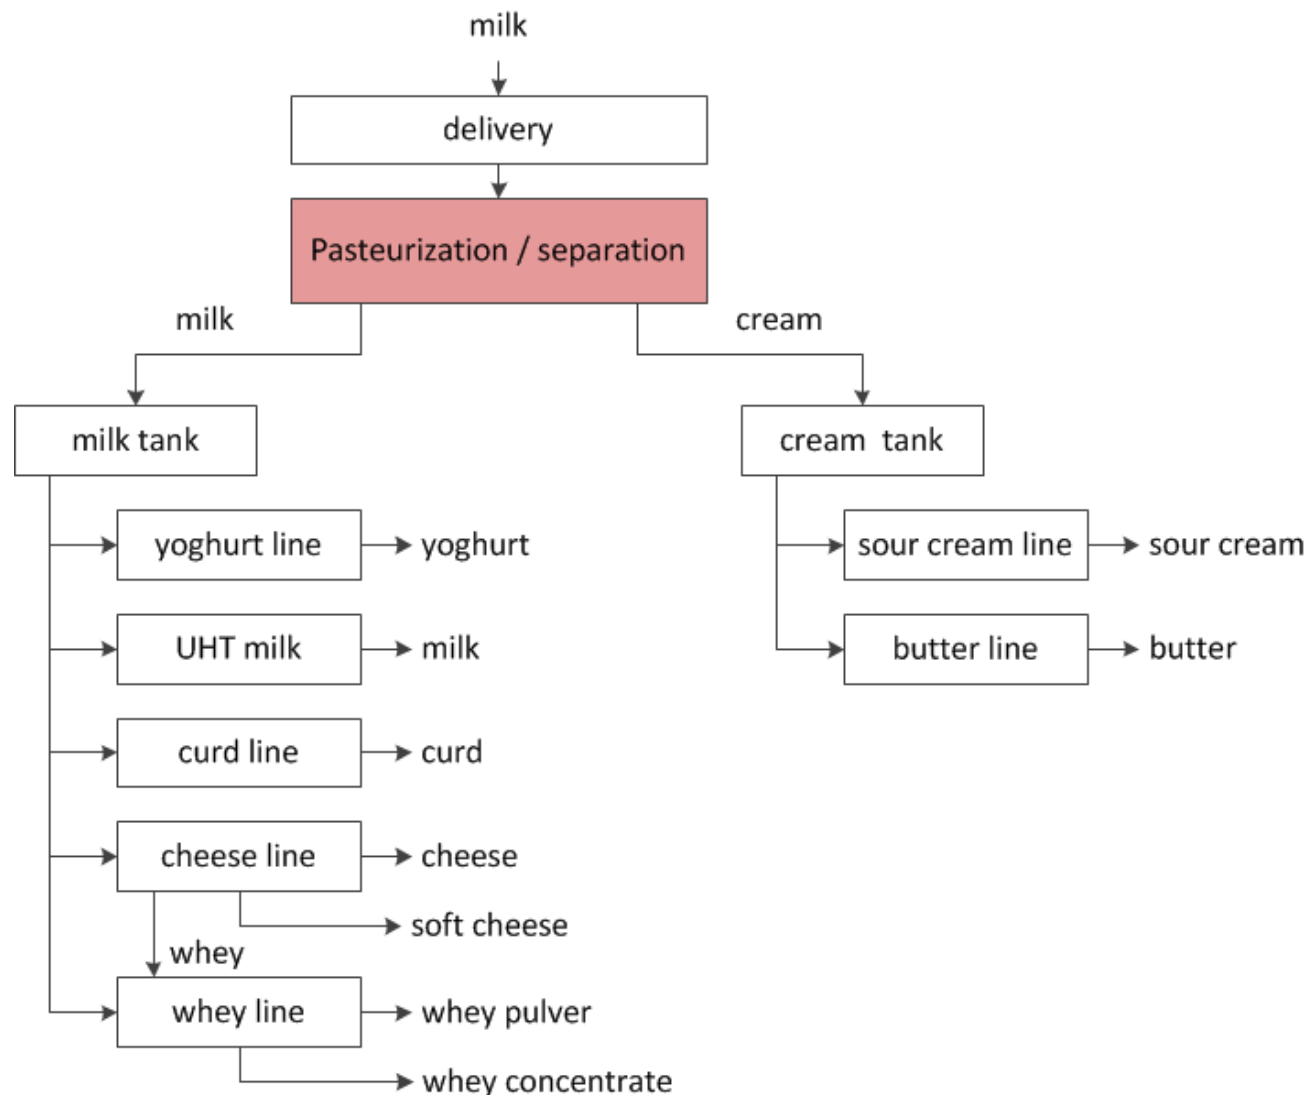 milk
delivery
Pasteurization / separation
milk
cream
milk tank
cream tank
yoghurt line
yoghurt
sour cream line
sour cream
UHT milk
milk
butter line
butter
curd line
curd
cheese line
cheese
soft cheese
whey
whey line
whey pulver
whey concentrate